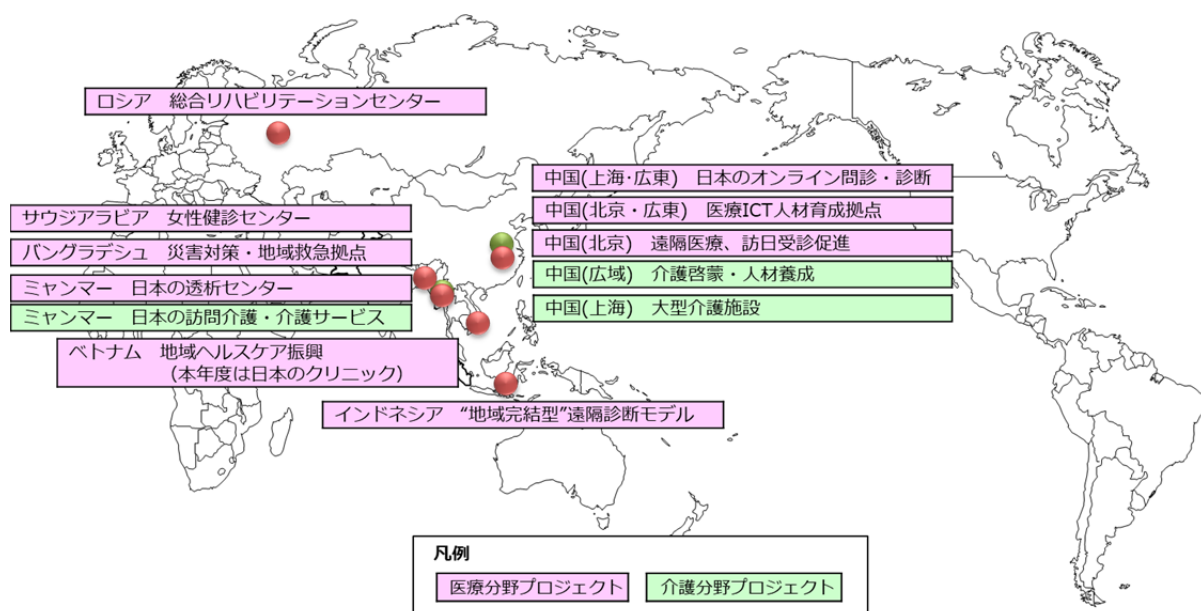 ロシア　総合リハビリテーションセンター
サウジアラビア　女性健診センター
バングラデシュ　災害対策・地域救急拠点
ミャンマー　日本の透析センター
ミャンマー　日本の訪問介護・介護サービス
ベトナム　地域ヘルスケア振興
（本年度は日本のクリニック）
インドネシア　“地域完結型”遠隔診断モデル
中国(上海･広東)　日本のオンライン問診・診断
中国(北京・広東)　医療ICT人材育成拠点
中国(北京)　遠隔医療、訪日受診促進
中国(広域)　介護啓蒙・人材養成
中国(上海)　大型介護施設
凡例
医療分野プロジェクト
介護分野プロジェクト